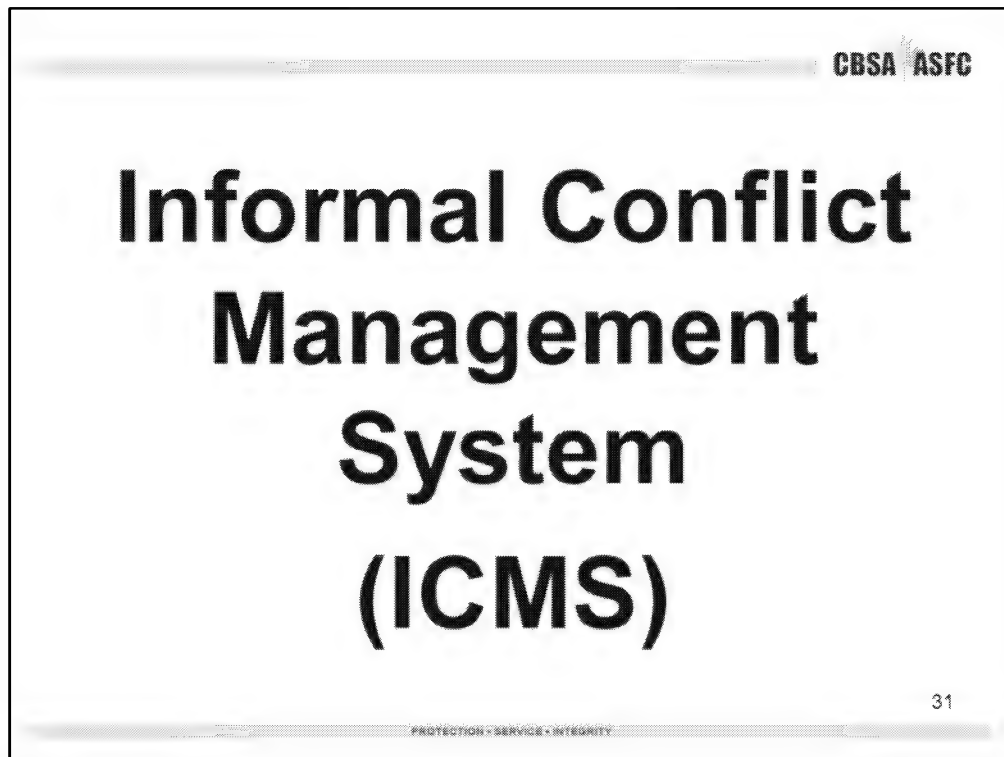 CBSA ASFC
Informal Conflict
Management
System
(ICMS)
31
PROTECTION • SERVICE • INTEGRITY